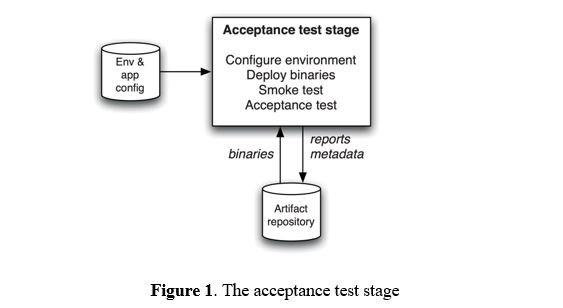 Acceptance test stage
Env &
app
config
Configure environment
Deploy binaries
Smoke test
Acceptance test
binaries
reports
metadata
Artifact
repository
Figure 1. The acceptance test stage